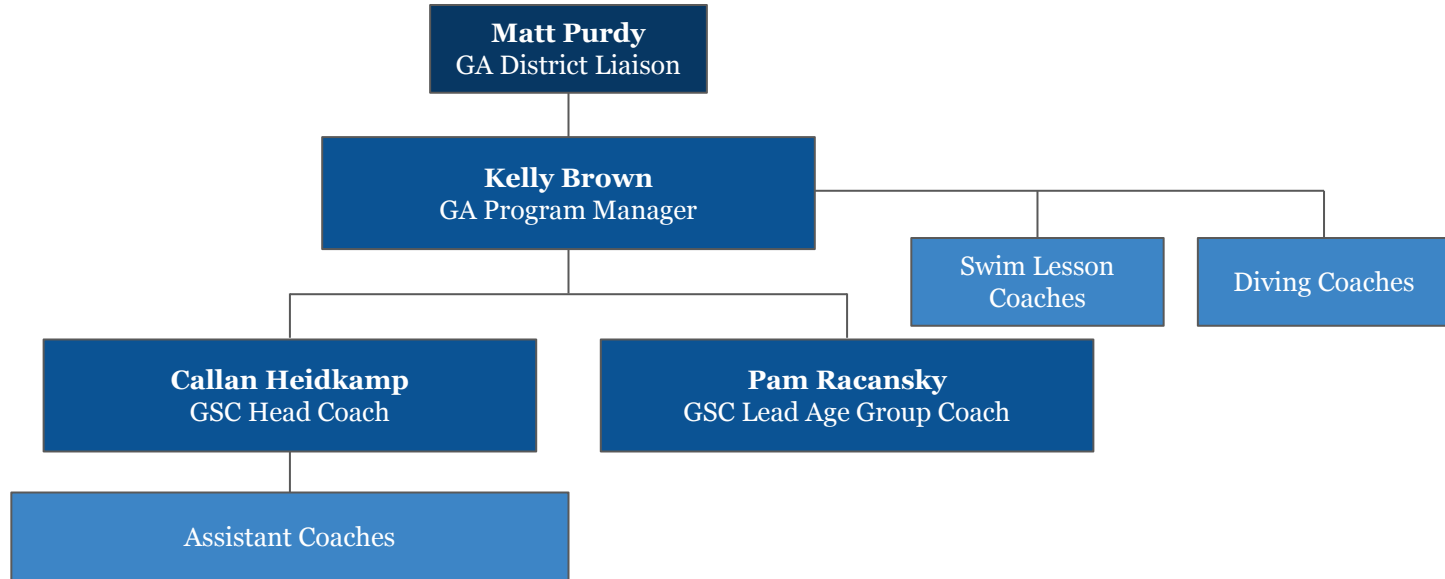 Matt Purdy
GA District Liaison
Kelly Brown
GA Program Manager
Swim Lesson
Coaches
Diving Coaches
Callan Heidkamp
GSC Head Coach
Pam Racansky
GSC Lead Age Group Coach
Assistant Coaches